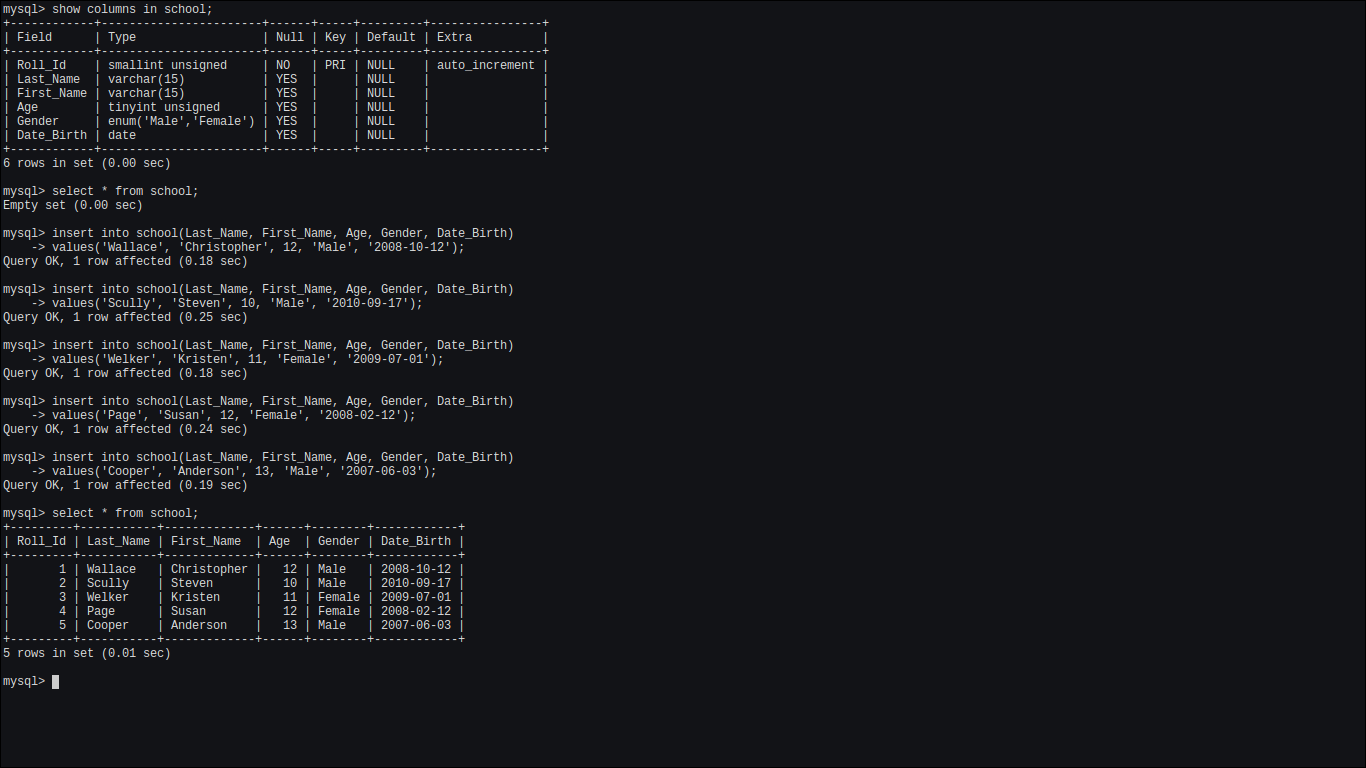 mysql> show columns in school;
+------------+-----------------------+------+-----+---------+----------------+
| Field      | Type                  | Null | Key | Default | Extra          |
+------------+-----------------------+------+-----+---------+----------------+
| Roll_Id    | smallint unsigned     | NO   | PRI | NULL    | auto_increment |
| Last_Name  | varchar(15)           | YES  |     | NULL    |                |
| First_Name | varchar(15)           | YES  |     | NULL    |                |
| Age        | tinyint unsigned      | YES  |     | NULL    |                |
| Gender     | enum('Male','Female') | YES  |     | NULL    |                |
| Date_Birth | date                  | YES  |     | NULL    |                |
+------------+-----------------------+------+-----+---------+----------------+
6 rows in set (0.00 sec)

mysql> select * from school;
Empty set (0.00 sec)

mysql> insert into school(Last_Name, First_Name, Age, Gender, Date_Birth)
    -> values('Wallace', 'Christopher', 12, 'Male', '2008-10-12');
Query OK, 1 row affected (0.18 sec)

mysql> insert into school(Last_Name, First_Name, Age, Gender, Date_Birth)
    -> values('Scully', 'Steven', 10, 'Male', '2010-09-17');
Query OK, 1 row affected (0.25 sec)

mysql> insert into school(Last_Name, First_Name, Age, Gender, Date_Birth)
    -> values('Welker', 'Kristen', 11, 'Female', '2009-07-01');
Query OK, 1 row affected (0.18 sec)

mysql> insert into school(Last_Name, First_Name, Age, Gender, Date_Birth)
    -> values('Page', 'Susan', 12, 'Female', '2008-02-12');
Query OK, 1 row affected (0.24 sec)

mysql> insert into school(Last_Name, First_Name, Age, Gender, Date_Birth)
    -> values('Cooper', 'Anderson', 13, 'Male', '2007-06-03');
Query OK, 1 row affected (0.19 sec)

mysql> select * from school;
+---------+-----------+-------------+------+--------+------------+
| Roll_Id | Last_Name | First_Name  | Age  | Gender | Date_Birth |
+---------+-----------+-------------+------+--------+------------+
|       1 | Wallace   | Christopher |   12 | Male   | 2008-10-12 |
|       2 | Scully    | Steven      |   10 | Male   | 2010-09-17 |
|       3 | Welker    | Kristen     |   11 | Female | 2009-07-01 |
|       4 | Page      | Susan       |   12 | Female | 2008-02-12 |
|       5 | Cooper    | Anderson    |   13 | Male   | 2007-06-03 |
+---------+-----------+-------------+------+--------+------------+
5 rows in set (0.01 sec)

mysql>